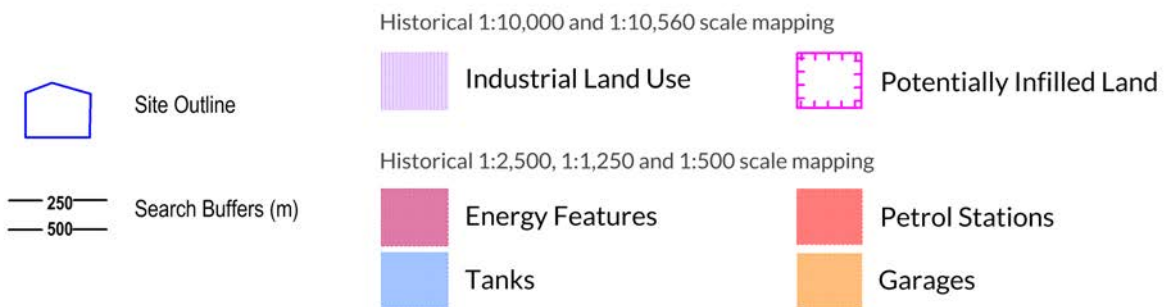 Historical 1:10,000 and 1:10,560 scale mapping
Site Outline
Industrial Land Use
Potentially Infilled Land
Historical 1:2,500, 1:1,250 and 1:500 scale mapping
250
500
Search Buffers (m)
Energy Features
Petrol Stations
Tanks
Garages